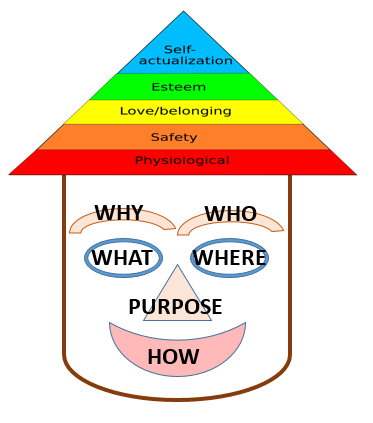 Self-
actualization
Esteem
Love/belonging
Safety
Physiological
WHY WHO
WHAT WHERE
PURPOSE
HOW